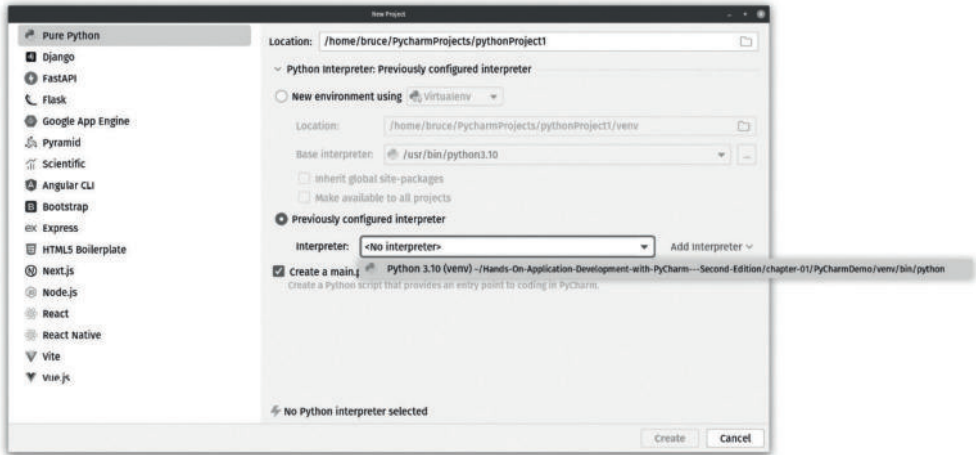 New Project
Pure Python
Django
FastAPI
Flask
Google App Engine
Pyramid
Scientific
Angular CLI
Bootstrap
ex Express
HTML5 Boilerplate
Next.js
Node.js
React
React Native
Vite
Vue.js
Location: /home/bruce/PycharmProjects/pythonProject1
Python Interpreter: Previously configured interpreter
New environment using Virtualenv
Location: /home/bruce/PycharmProjects/pythonProject1/venv
Base interpreter: /usr/bin/python3.10 ...
Inherit global site-packages
Make available to all projects
Previously configured interpreter
Interpreter: <No interpreter> Add Interpreter
Create a main.p
Python 3.10 (venv) ~/Hands-On-Application-Development-with-PyCharm---Second-Edition/chapter-01/PyCharmDemo/venv/bin/python
Create a Python script that provides an entry point to coding in PyCharm.
No Python interpreter selected
Create Cancel